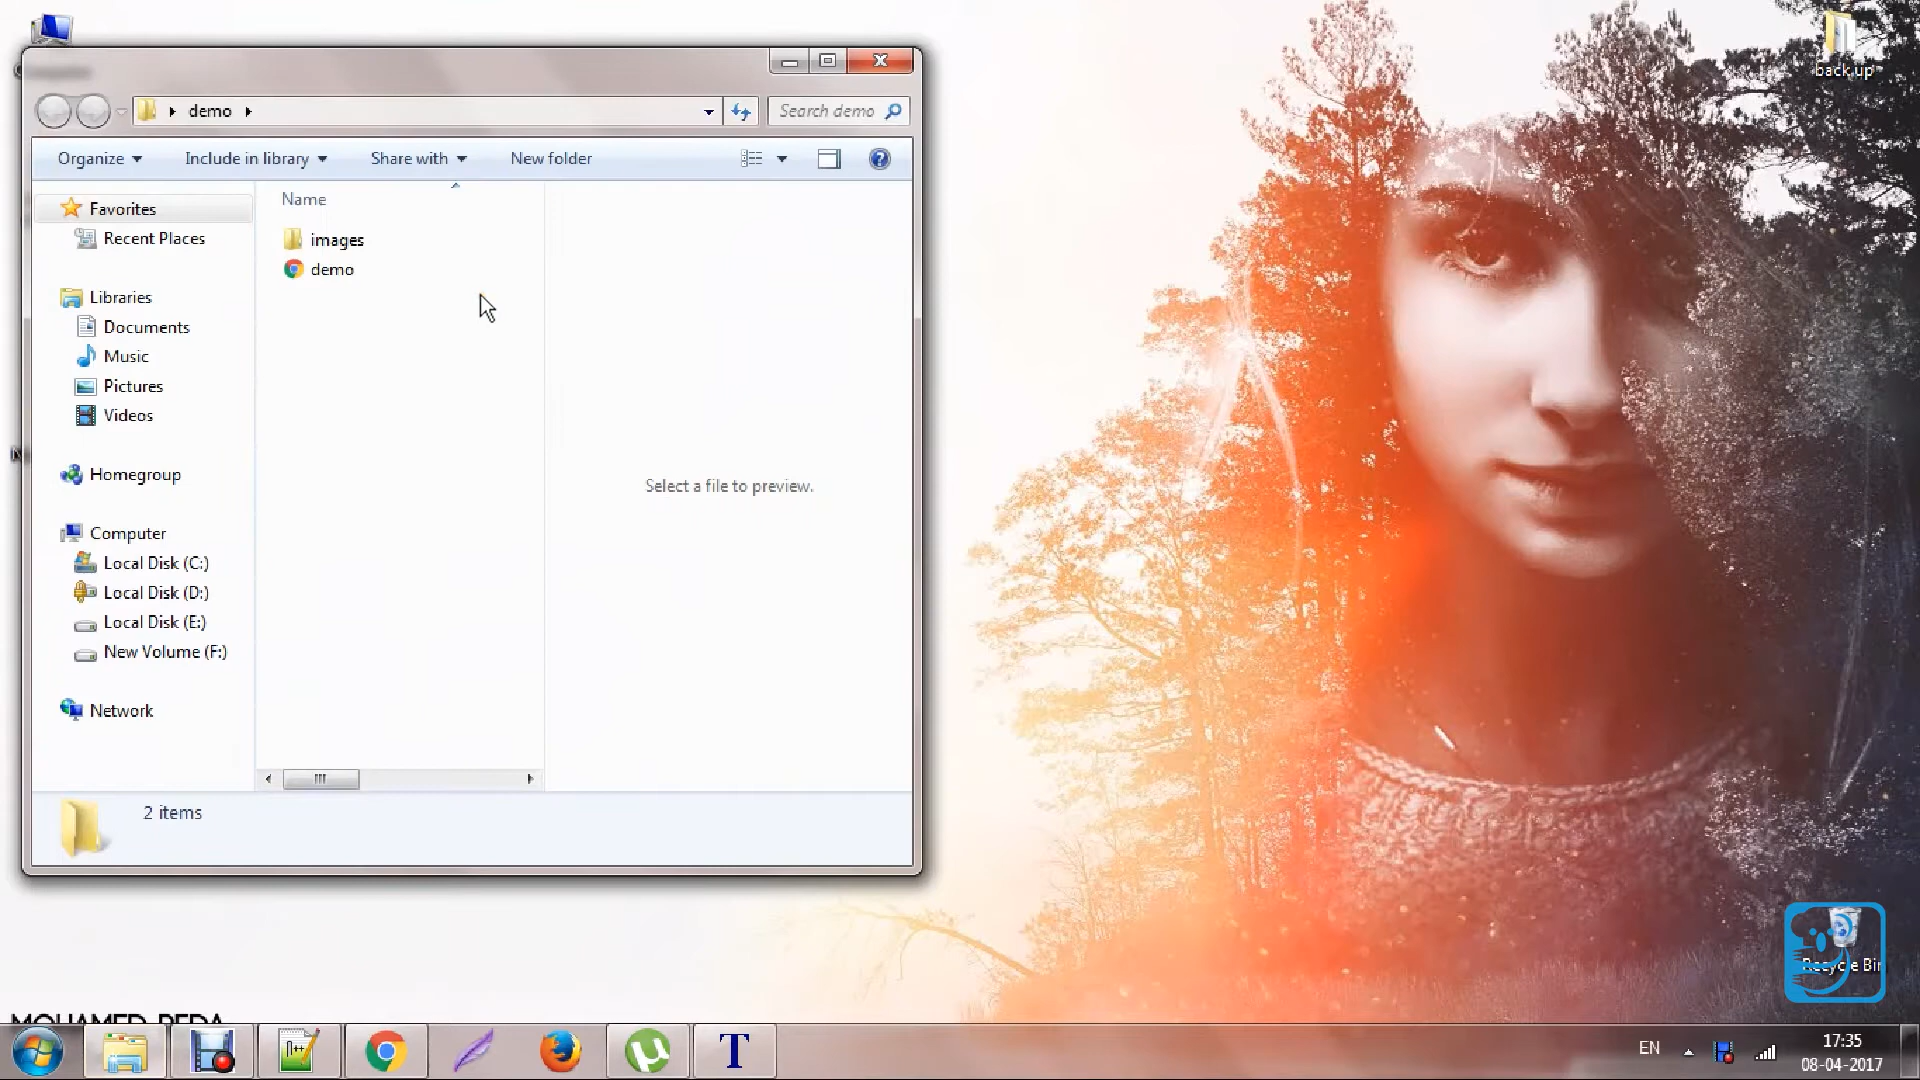 back up
demo
Search demo
Organize
Include in library
Share with
New folder
Name
Favorites
Recent Places
images
demo
Libraries
Documents
Music
Pictures
Videos
Homegroup
Select a file to preview.
Computer
Local Disk (C:)
Local Disk (D:)
Local Disk (E:)
New Volume (F:)
Network
2 items
Recycle Bin
MOHAMED REDA
EN
17:35
08-04-2017